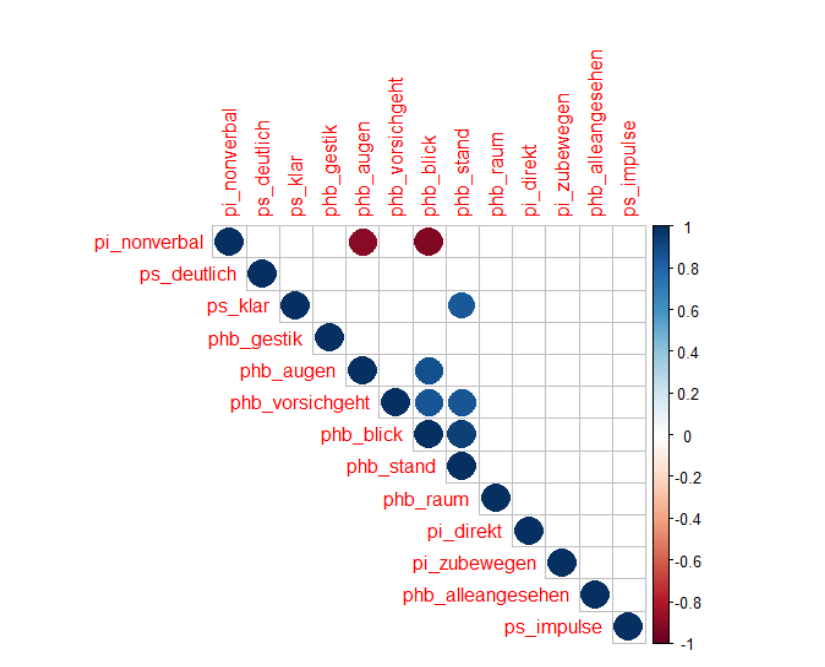 pi_nonverbal
ps_deutlich
ps_klar
phb_gestik
phb_augen
phb_vorsichgeht
phb_blick
phb_stand
phb_raum
pi_direkt
pi_zubewegen
phb_alleangesehen
ps_impulse
pi_nonverbal
ps_deutlich
ps_klar
phb_gestik
phb_augen
phb_vorsichgeht
phb_blick
phb_stand
phb_raum
pi_direkt
pi_zubewegen
phb_alleangesehen
ps_impulse
1
0.8
0.6
0.4
0.2
0
-0.2
-0.4
-0.6
-0.8
-1